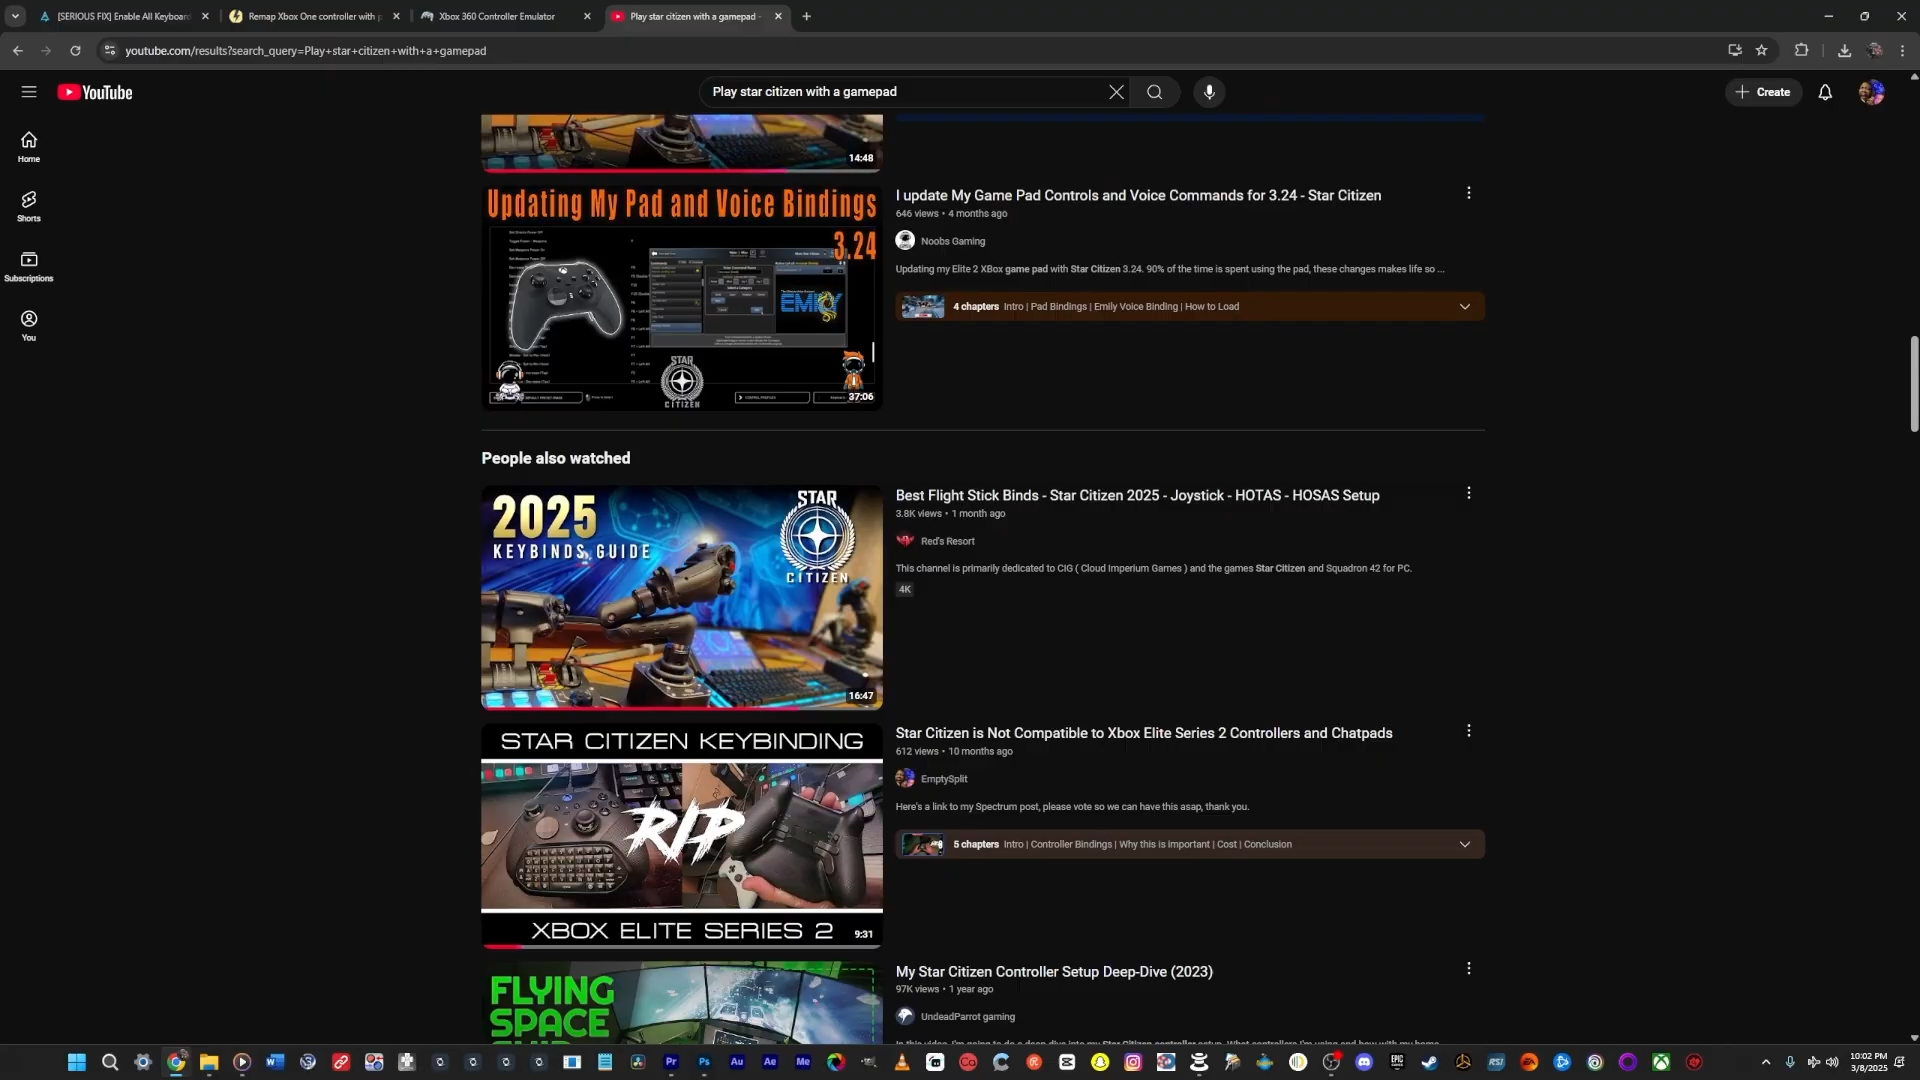 [SERIOUS FIX] Enable All Keyboard
Remap Xbox One controller with p
Xbox 360 Controller Emulator
Play star citizen with a gamepad -
youtube.com/results?search_query=Play+star+citizen+with+a+gamepad
YouTube
Play star citizen with a gamepad
Create
Home
Shorts
Subscriptions
You
14:48
Updating My Pad and Voice Bindings
3.24
EMILY
STAR
CITIZEN
37:06
I update My Game Pad Controls and Voice Commands for 3.24 - Star Citizen
646 views • 4 months ago
Noobs Gaming
Updating my Elite 2 XBox game pad with Star Citizen 3.24. 90% of the time is spent using the pad, these changes makes life so ...
4 chapters Intro | Pad Bindings | Emily Voice Binding | How to Load
People also watched
2025
KEYBINDS GUIDE
STAR
CITIZEN
16:47
Best Flight Stick Binds - Star Citizen 2025 - Joystick - HOTAS - HOSAS Setup
3.8K views • 1 month ago
Red's Resort
This channel is primarily dedicated to CIG ( Cloud Imperium Games ) and the games Star Citizen and Squadron 42 for PC.
4K
STAR CITIZEN KEYBINDING
RIP
XBOX ELITE SERIES 2
9:31
Star Citizen is Not Compatible to Xbox Elite Series 2 Controllers and Chatpads
612 views • 10 months ago
EmptySplit
Here's a link to my Spectrum post, please vote so we can have this asap, thank you.
5 chapters Intro | Controller Bindings | Why this is important | Cost | Conclusion
FLYING
SPACE
My Star Citizen Controller Setup Deep-Dive (2023)
97K views • 1 year ago
UndeadParrot gaming
10:02 PM
3/8/2025